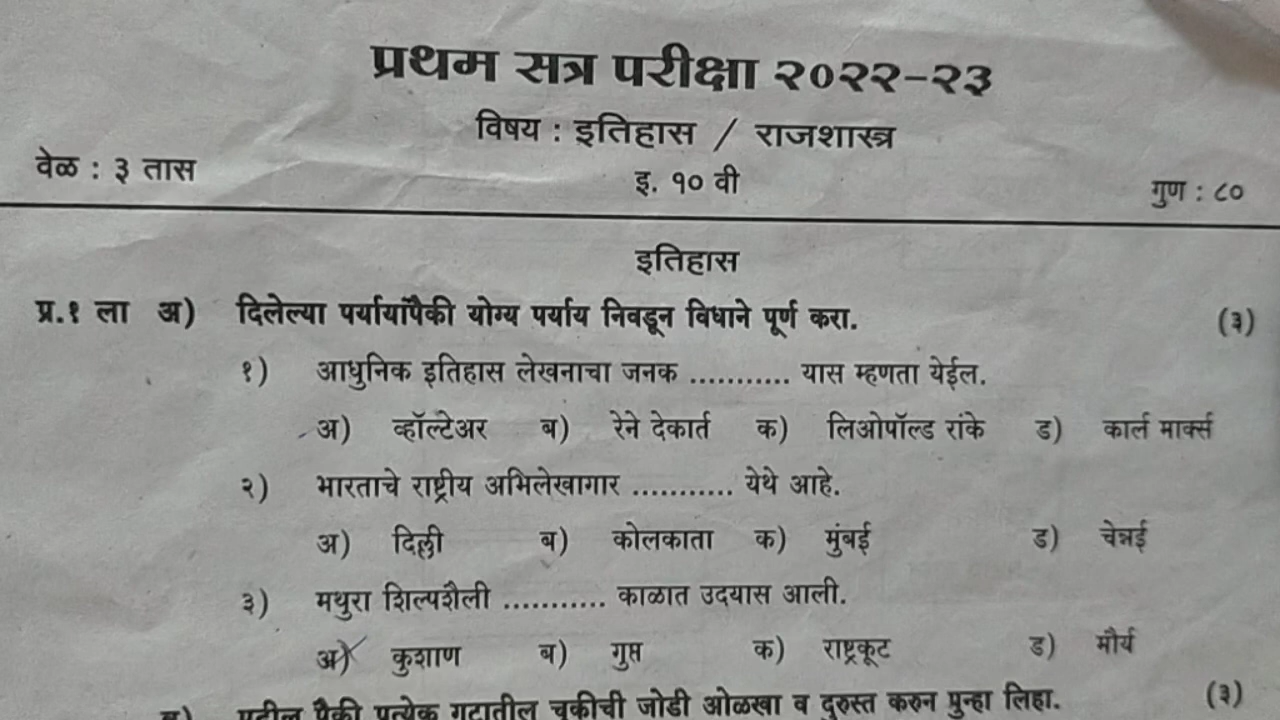 प्रथम सत्र परीक्षा २०२२-२३
विषय : इतिहास / राजशास्त्र
वेळ : ३ तास इ. १० वी गुण : ८०
इतिहास
प्र.१ ला अ) दिलेल्या पर्यायांपैकी योग्य पर्याय निवडून विधाने पूर्ण करा. (३)
१) आधुनिक इतिहास लेखनाचा जनक ........... यास म्हणता येईल.
अ) व्हॉल्टेअर ब) रेने देकार्त क) लिओपॉल्ड रांके ड) कार्ल मार्क्स
२) भारताचे राष्ट्रीय अभिलेखागार ........... येथे आहे.
अ) दिल्ली ब) कोलकाता क) मुंबई ड) चेन्नई
३) मथुरा शिल्पशैली ........... काळात उदयास आली.
अ) कुशाण ब) गुप्त क) राष्ट्रकूट ड) मौर्य
ब) पुढील पैकी प्रत्येक गटातील चुकीची जोडी ओळखा व दुरुस्त करुन पुन्हा लिहा. (३)